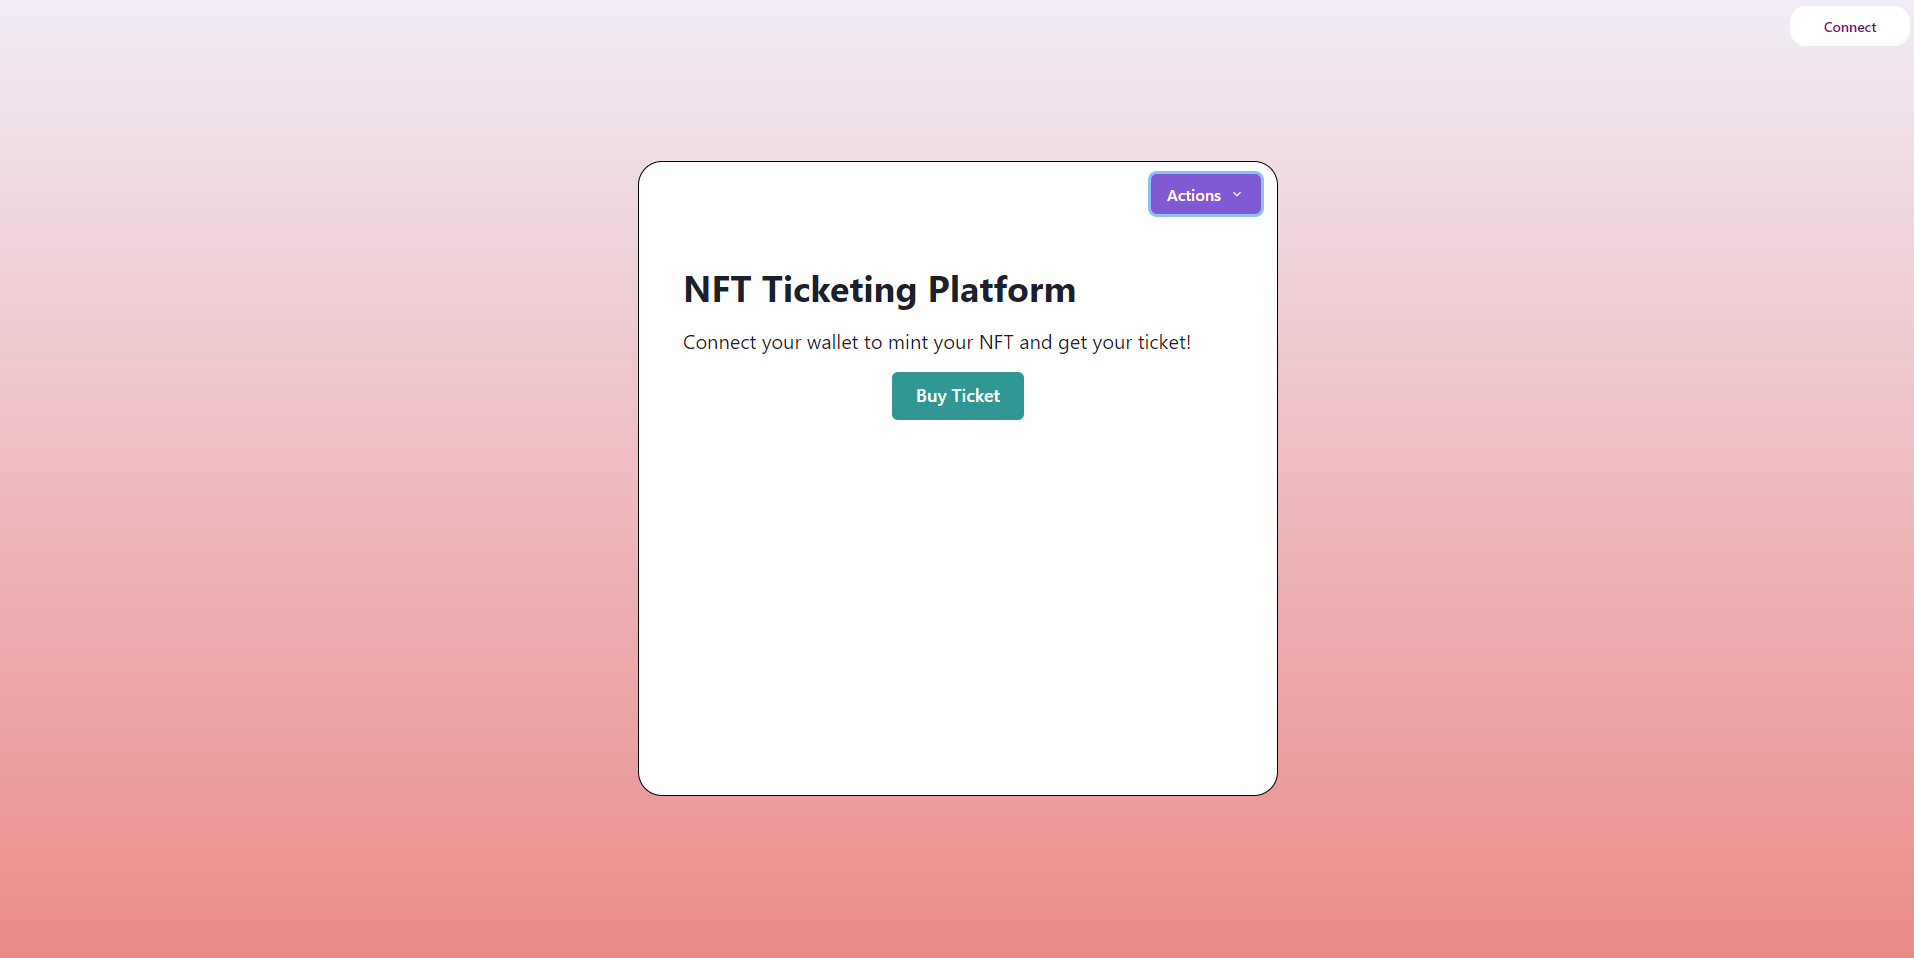 Connect
Actions
NFT Ticketing Platform
Connect your wallet to mint your NFT and get your ticket!
Buy Ticket